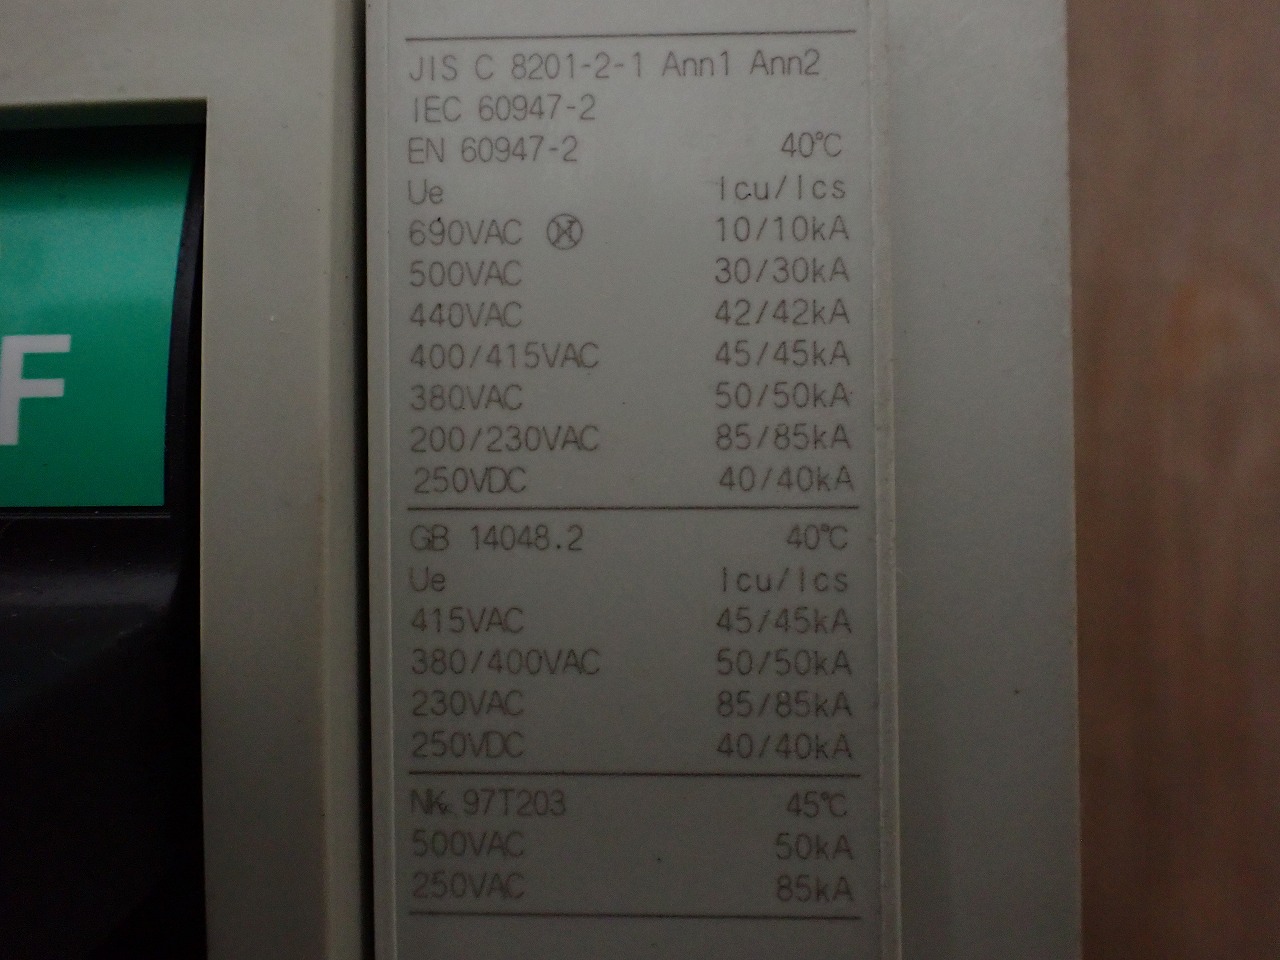 F
JIS C 8201-2-1 Ann1 Ann2
IEC 60947-2
EN 60947-2 40℃
Ue Icu/Ics
690VAC 10/10kA
500VAC 30/30kA
440VAC 42/42kA
400/415VAC 45/45kA
380VAC 50/50kA
200/230VAC 85/85kA
250VDC 40/40kA
GB 14048.2 40℃
Ue Icu/Ics
415VAC 45/45kA
380/400VAC 50/50kA
230VAC 85/85kA
250VDC 40/40kA
NK 97T203 45℃
500VAC 50kA
250VAC 85kA